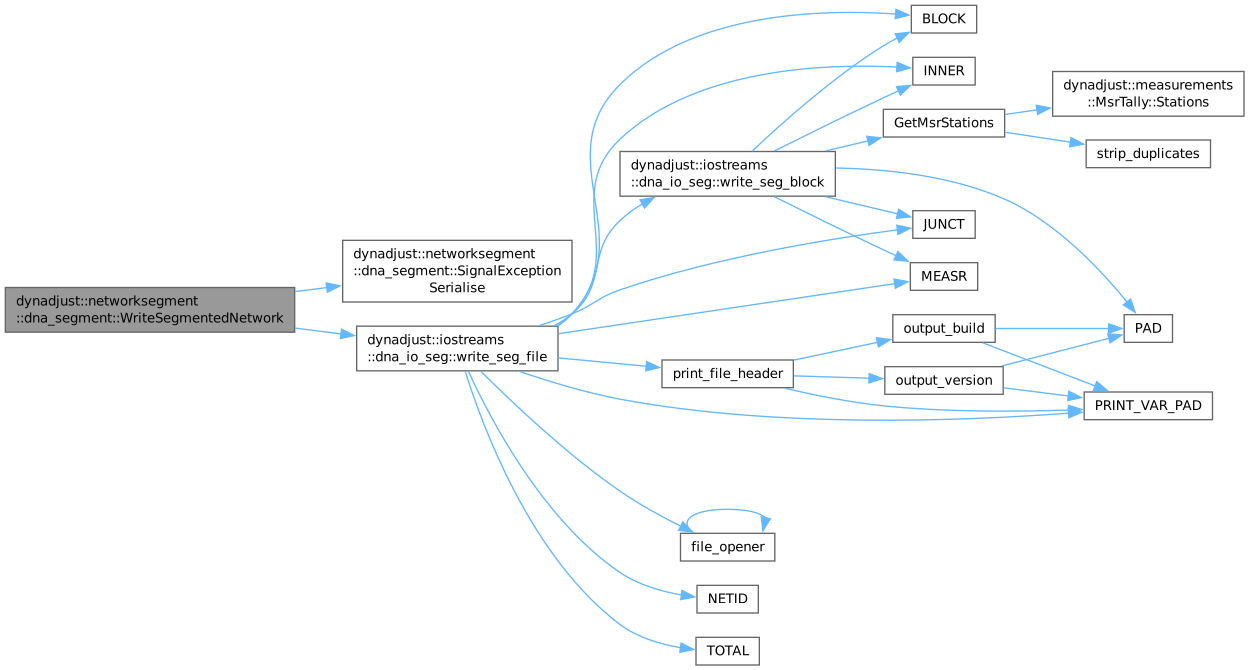 BLOCK
INNER
dynadjust::measurements
::MsrTally::Stations
GetMsrStations
strip_duplicates
dynadjust::iostreams
::dna_io_seg::write_seg_block
JUNCT
dynadjust::networksegment
::dna_segment::SignalException
Serialise
MEASR
dynadjust::networksegment
::dna_segment::WriteSegmentedNetwork
output_build
PAD
dynadjust::iostreams
::dna_io_seg::write_seg_file
print_file_header
output_version
PRINT_VAR_PAD
file_opener
NETID
TOTAL